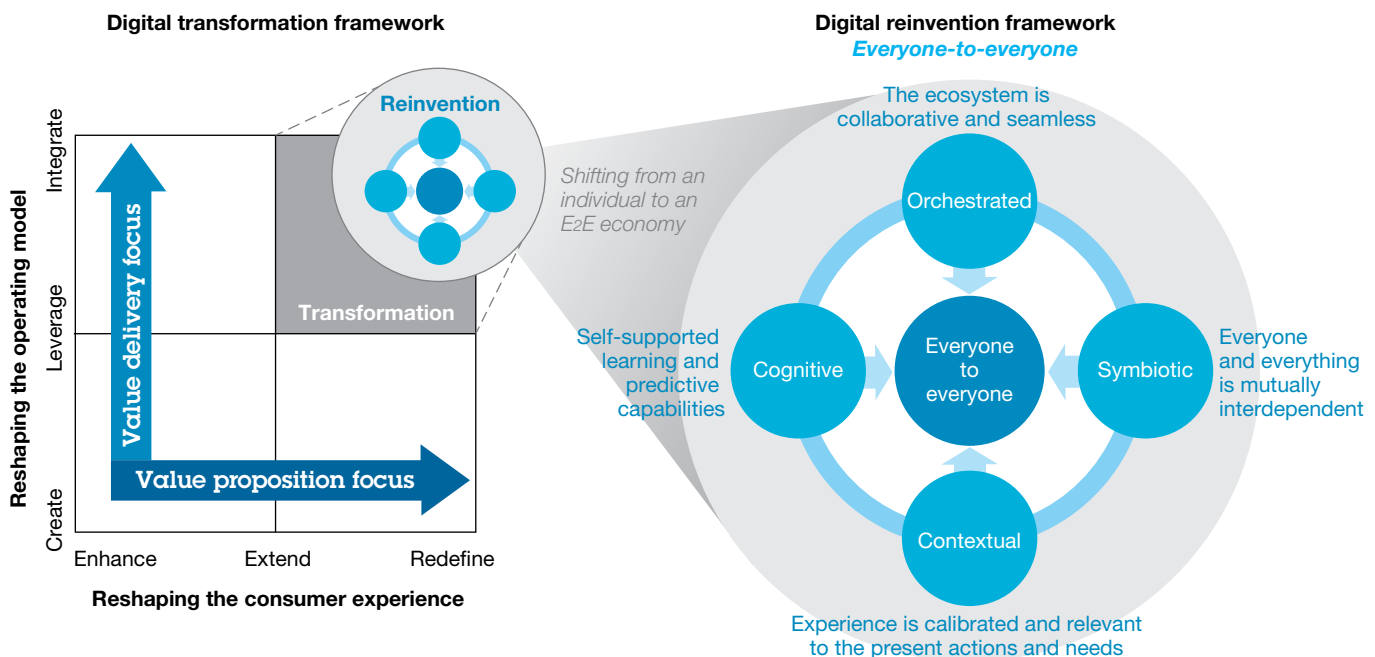 Digital transformation framework
Reinvention
Transformation
Value delivery focus
Value proposition focus
Reshaping the operating model
Integrate
Leverage
Create
Enhance
Extend
Redefine
Reshaping the consumer experience
Shifting from an
individual to an
E2E economy
Digital reinvention framework
Everyone-to-everyone
The ecosystem is
collaborative and seamless
Orchestrated
Self-supported
learning and
predictive
capabilities
Cognitive
Everyone
to
everyone
Symbiotic
Everyone
and everything
is mutually
interdependent
Contextual
Experience is calibrated and relevant
to the present actions and needs